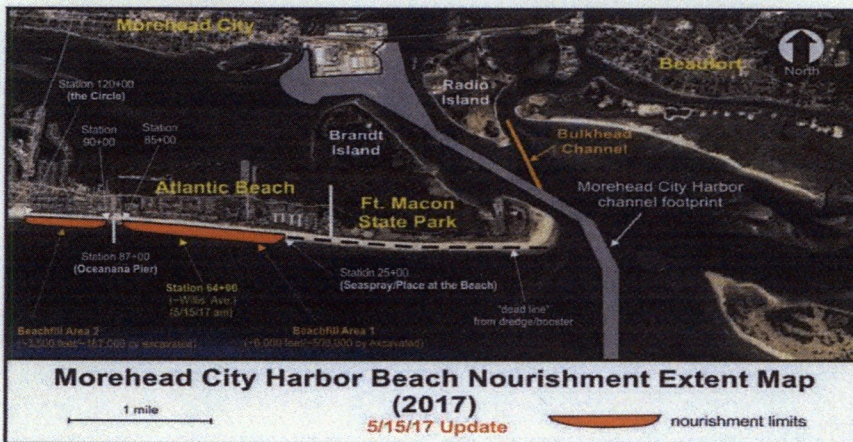 Morehead City
Beaufort
North
Station 120+00
(the Circle)
Radio
Island
Station
90+00
Station
85+00
Brandt
Island
Bulkhead
Channel
Atlantic Beach
Ft. Macon
State Park
Morehead City Harbor
channel footprint
Station 87+00
(Oceanana Pier)
Station 64+00
(~Willis Ave.)
(5/15/17 am)
Station 25+00
(Seaspray/Place at the Beach)
"dead line"
from dredge/booster
Beachfill Area 2
excavated)
Beachfill Area 1
excavated)
Morehead City Harbor Beach Nourishment Extent Map
(2017)
1 mile
5/15/17 Update
nourishment limits